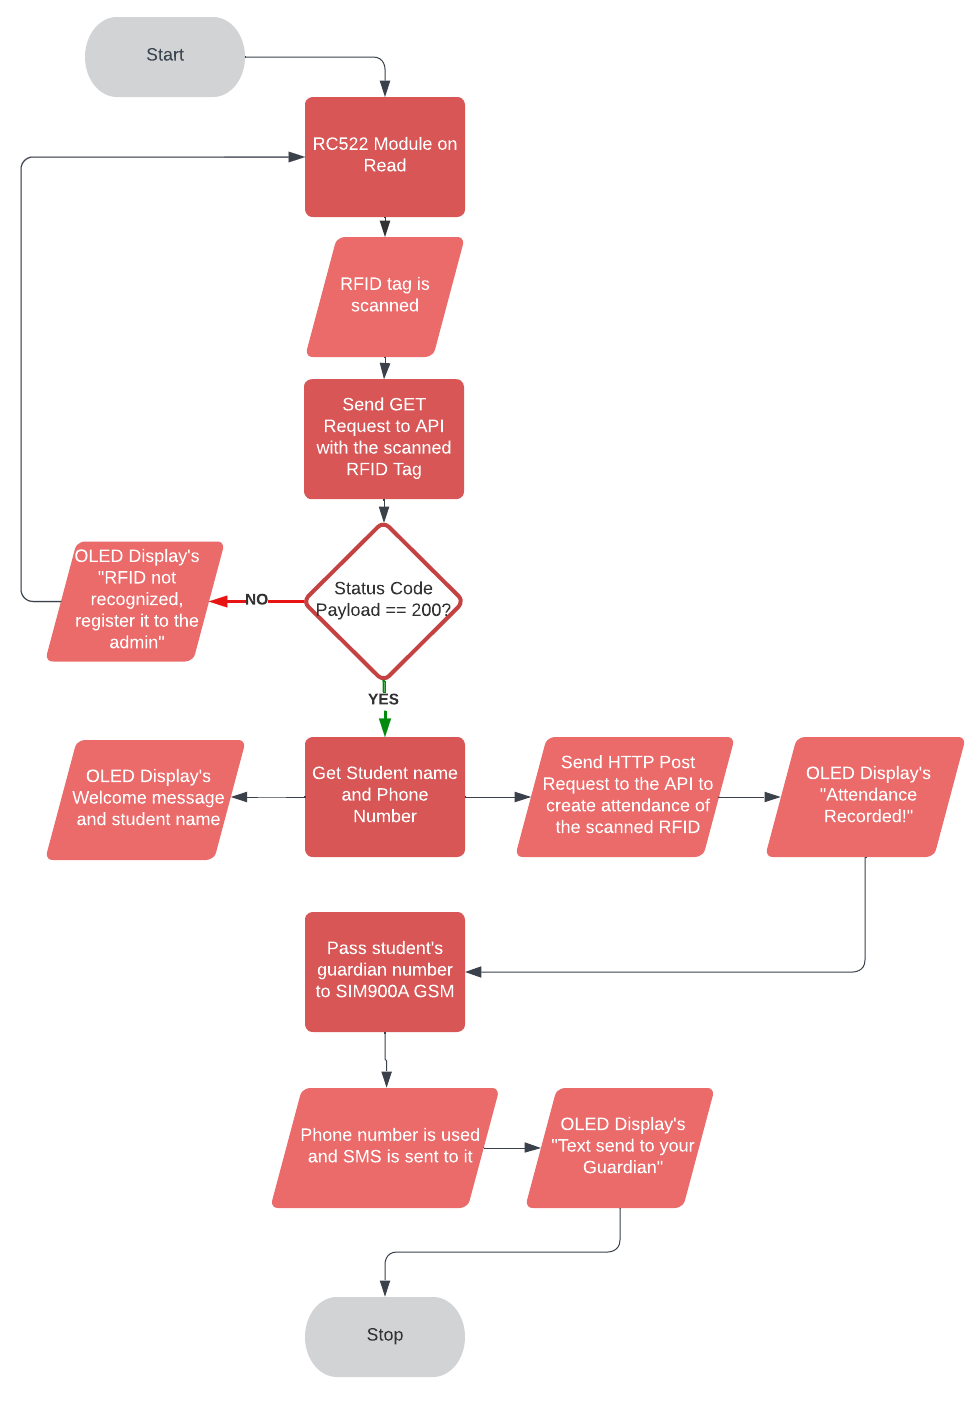 Start
RC522 Module on
Read
RFID tag is
scanned
Send GET
Request to API
with the scanned
RFID Tag
Status Code
Payload == 200?
NO
OLED Display's
"RFID not
recognized,
register it to the
admin"
YES
Get Student name
and Phone
Number
OLED Display's
Welcome message
and student name
Send HTTP Post
Request to the API to
create attendance of
the scanned RFID
OLED Display's
"Attendance
Recorded!"
Pass student's
guardian number
to SIM900A GSM
Phone number is used
and SMS is sent to it
OLED Display's
"Text send to your
Guardian"
Stop